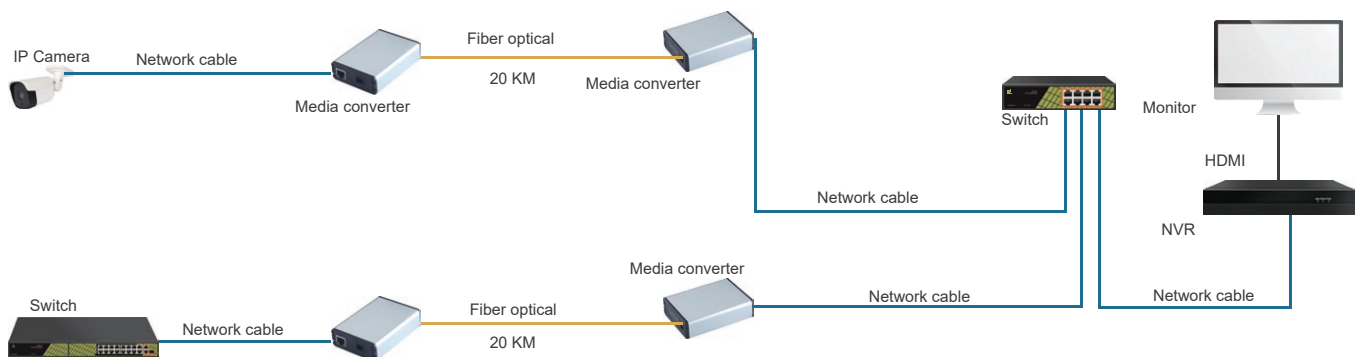 IP Camera
Network cable
Media converter
Fiber optical
20 KM
Media converter
Switch
Monitor
HDMI
NVR
Network cable
Network cable
Switch
Network cable
Fiber optical
20 KM
Media converter
Network cable